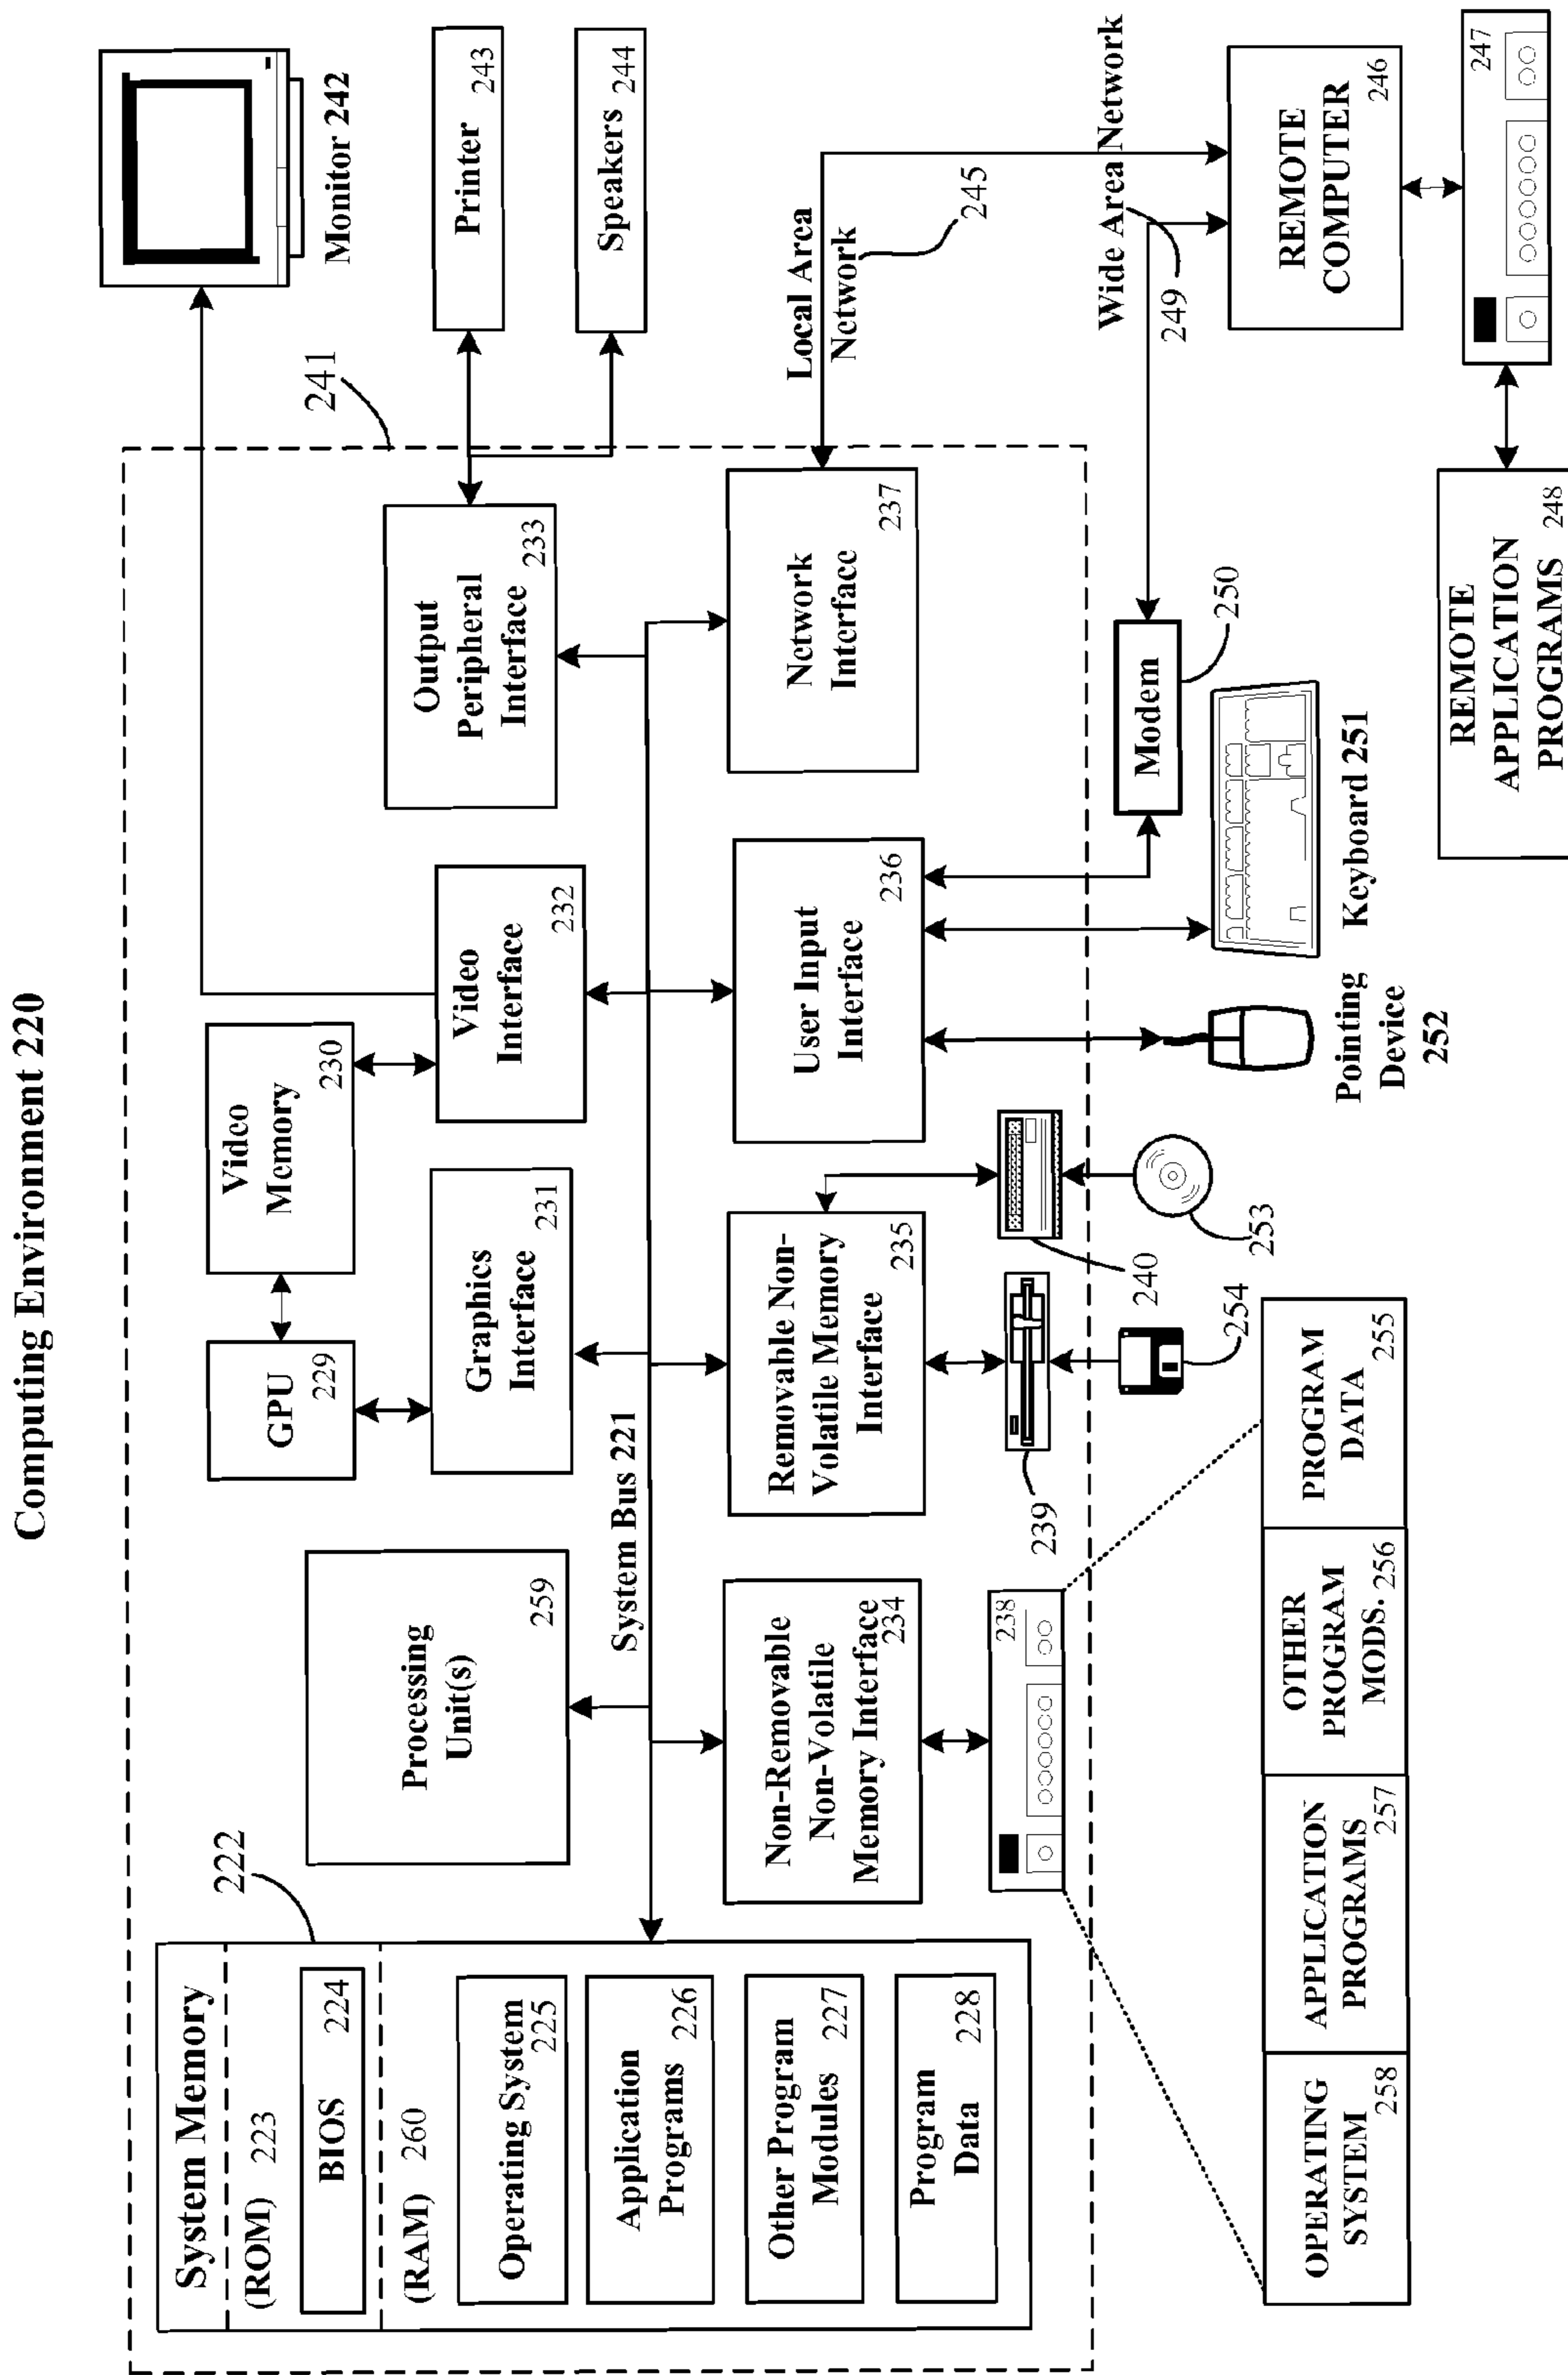 Computing Environment 220
System Memory
(ROM) 223
BIOS 224
(RAM) 260
Operating System
225
Application
Programs 226
Other Program
Modules 227
Program
Data 228
222
Processing
Unit(s)
259
GPU
229
Video
Memory
230
Graphics
Interface
231
Video
Interface
232
Output
Peripheral
Interface
233
241
Monitor 242
Printer
243
Speakers
244
System Bus 221
Non-Removable
Non-Volatile
Memory Interface
234
Removable Non-
Volatile Memory
Interface
235
User Input
Interface
236
Network
Interface
237
Local Area
Network
245
238
239
240
254
253
Pointing
Device
252
Keyboard 251
Modem
250
Wide Area Network
249
REMOTE
COMPUTER
246
247
REMOTE
APPLICATION
PROGRAMS 248
OPERATING
SYSTEM
258
APPLICATION
PROGRAMS
257
OTHER
PROGRAM
MODS. 256
PROGRAM
DATA
255